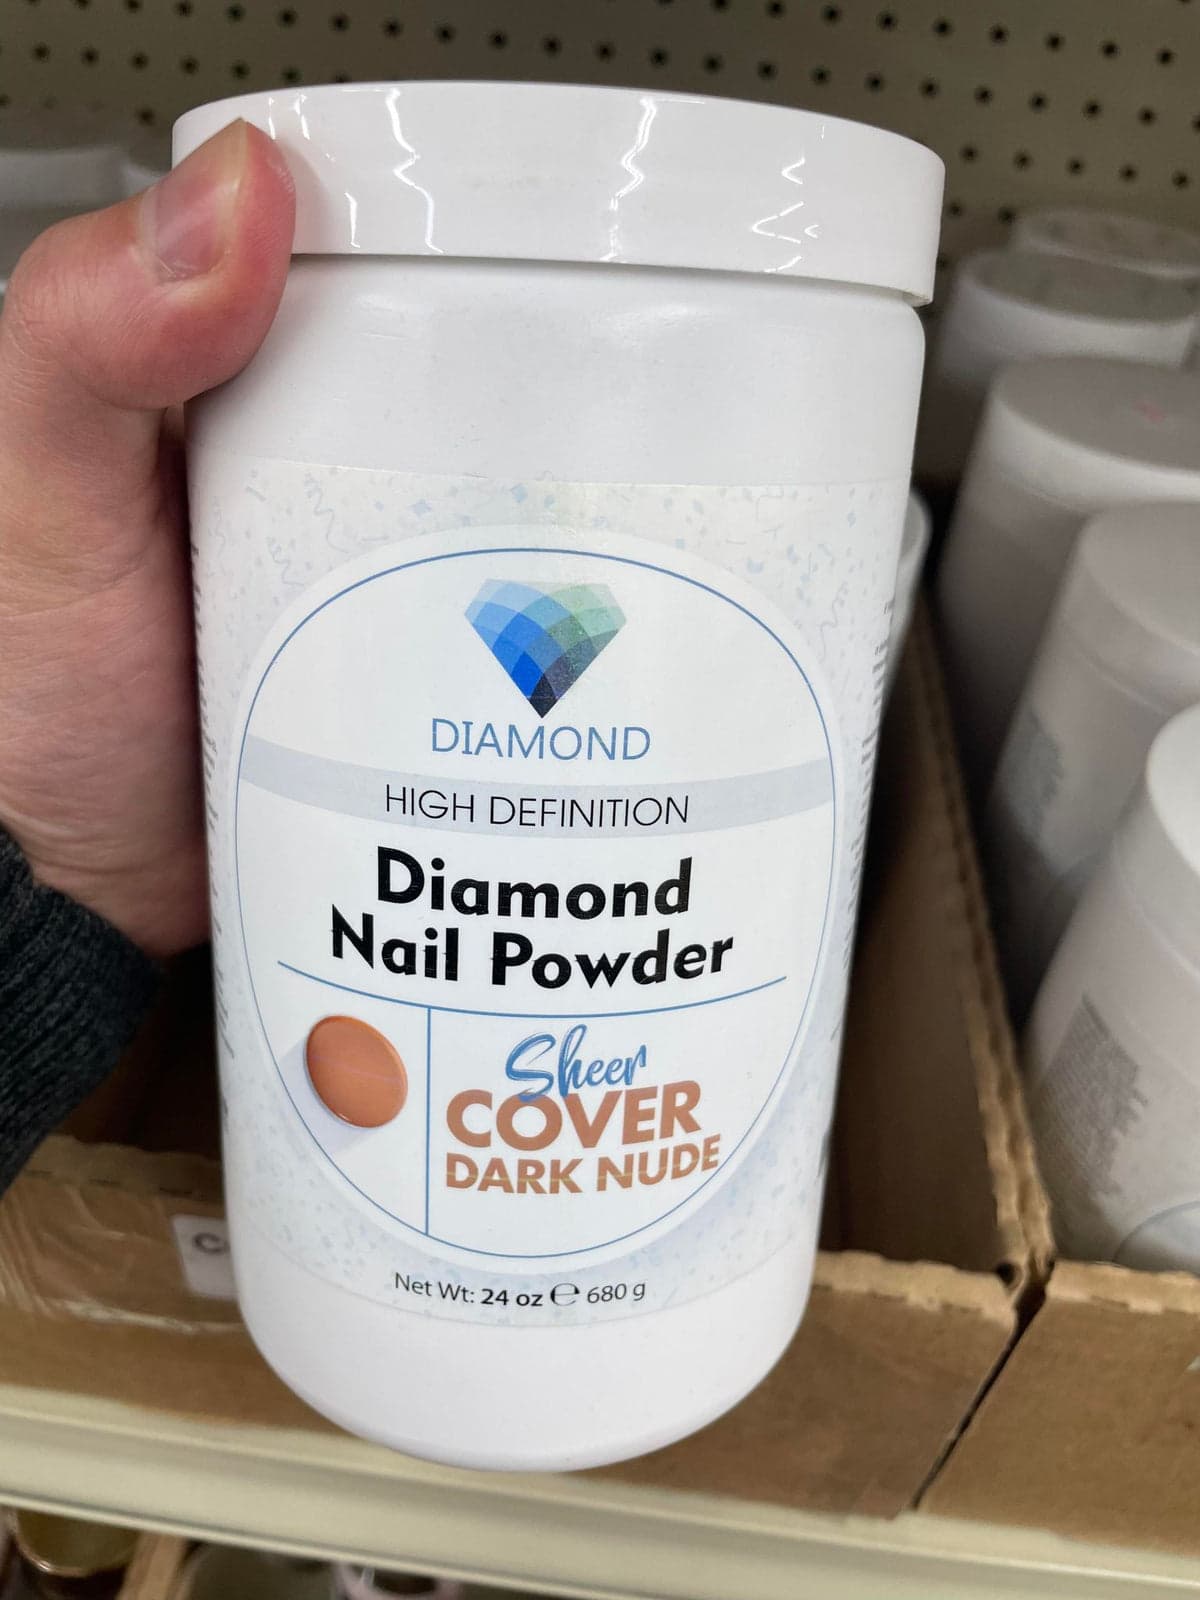 DIAMOND
HIGH DEFINITION
Diamond
Nail Powder
Sheer
COVER
DARK NUDE
Net Wt: 24 oz ℮ 680 g